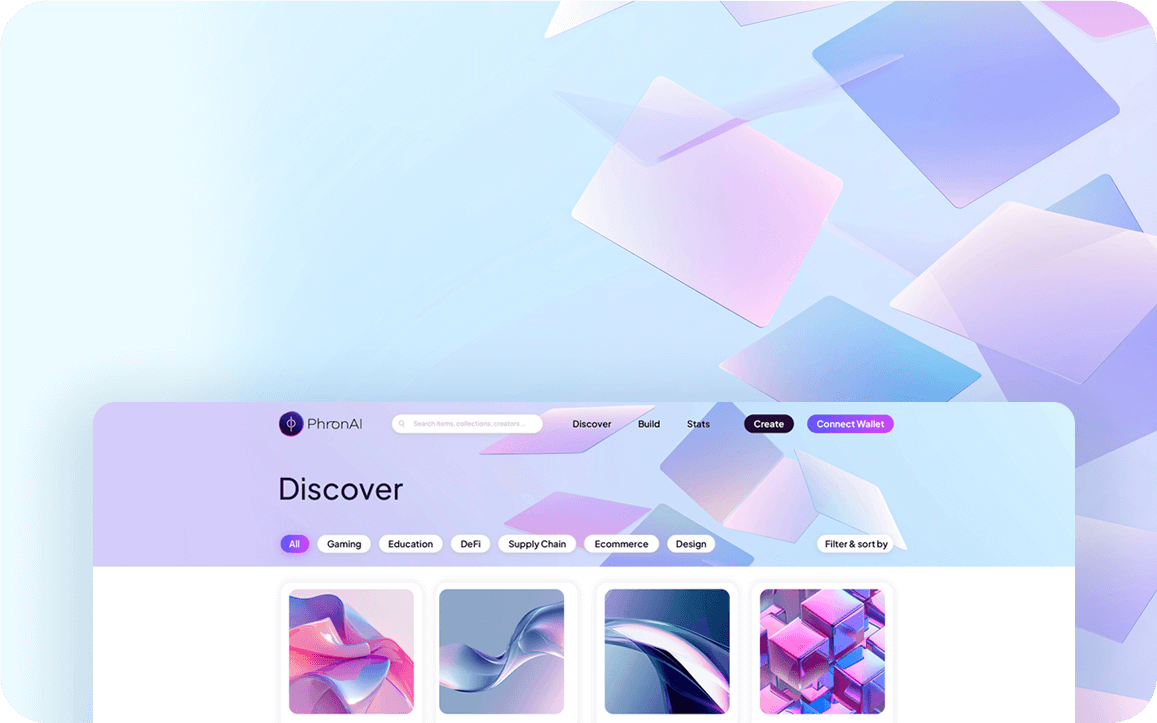 PhronAI
Search items, collections, creators...
Discover
Build
Stats
Create
Connect Wallet
Discover
All
Gaming
Education
DeFi
Supply Chain
Ecommerce
Design
Filter & sort by